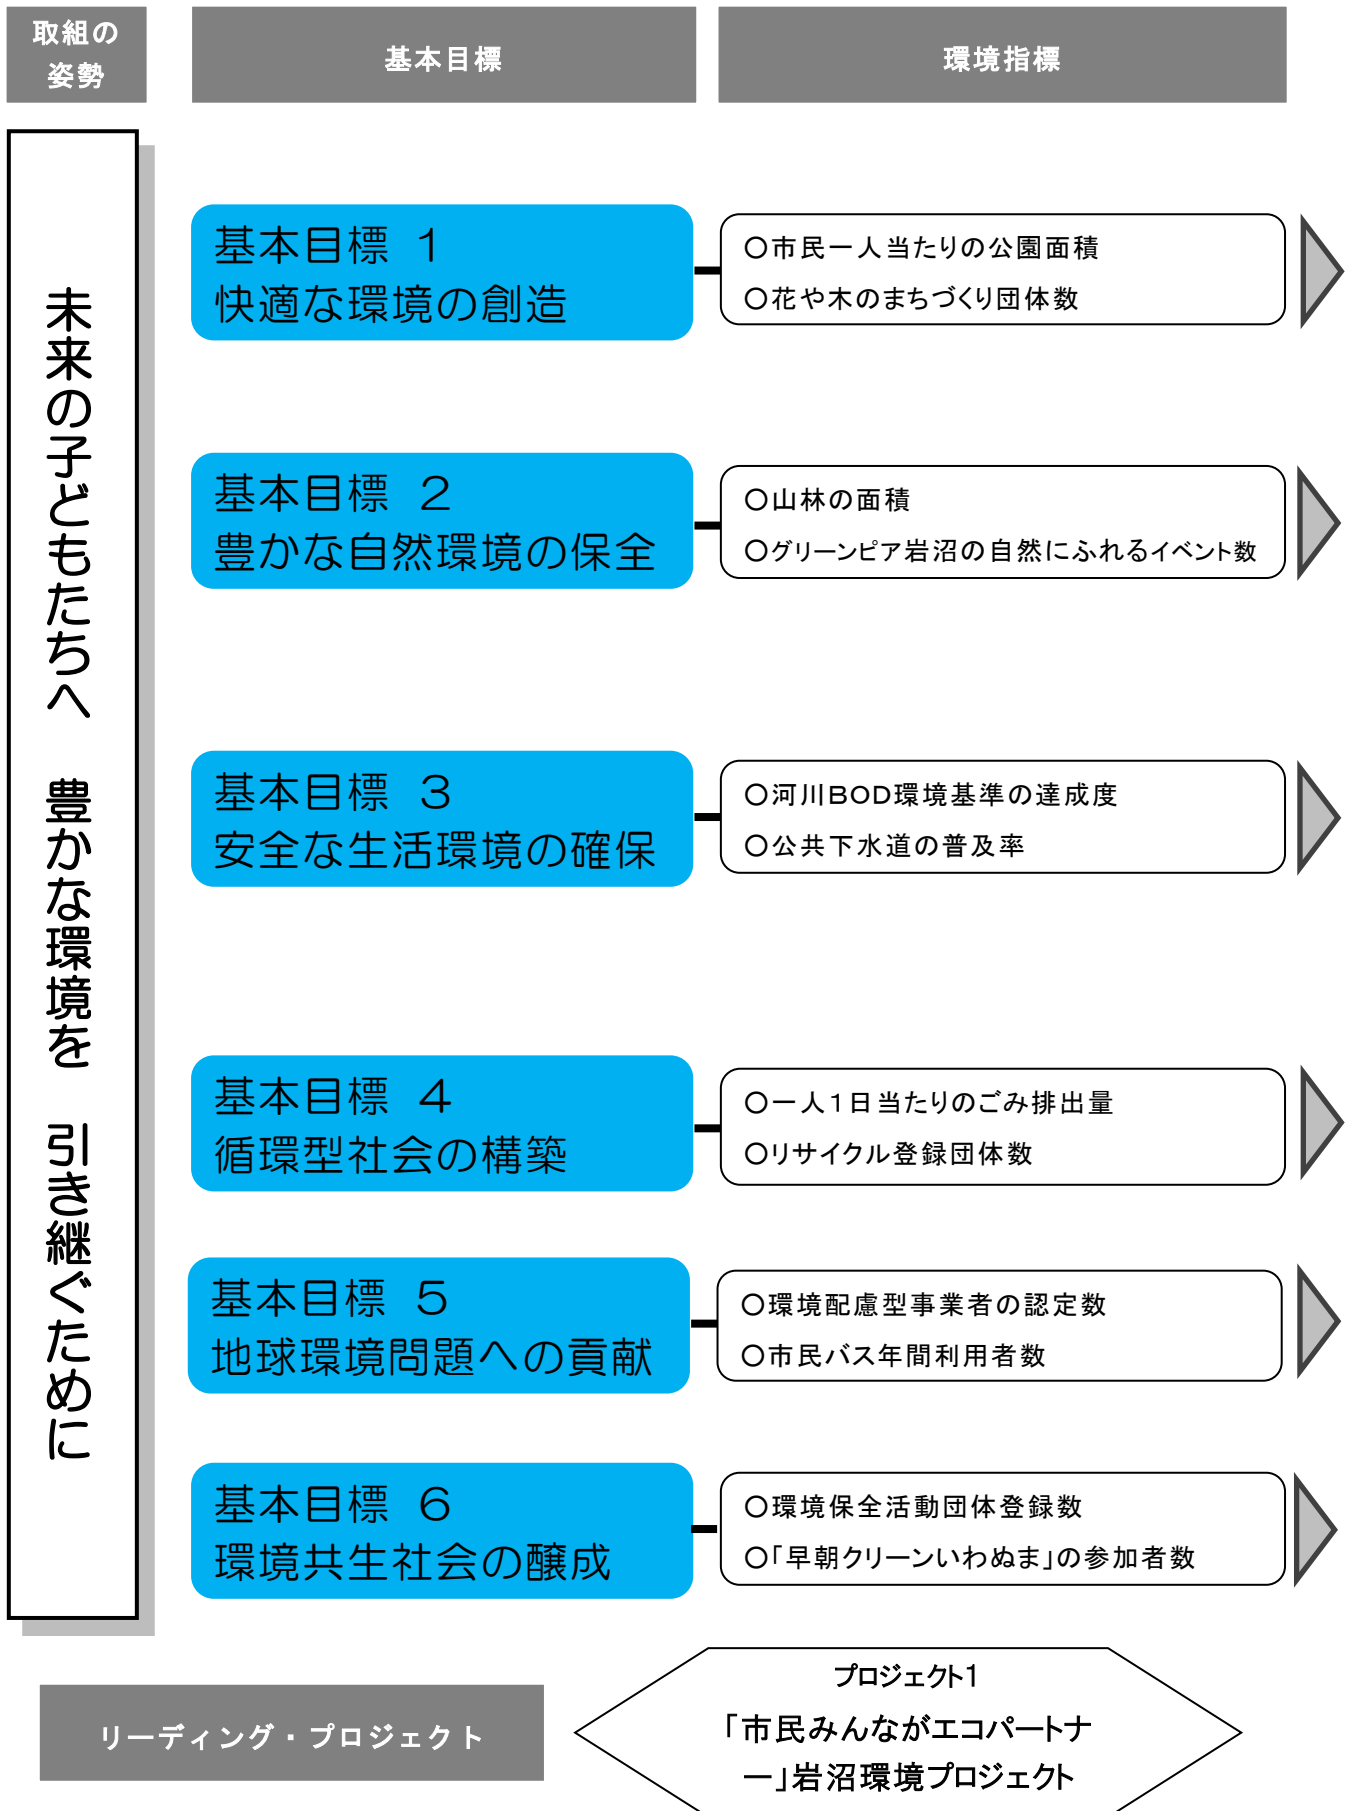 取組の
姿勢
基本目標
環境指標
未来の子どもたちへ　豊かな環境を　引き継ぐために
基本目標　１
快適な環境の創造
○市民一人当たりの公園面積
○花や木のまちづくり団体数
基本目標　２
豊かな自然環境の保全
○山林の面積
○グリーンピア岩沼の自然にふれるイベント数
基本目標　３
安全な生活環境の確保
○河川ＢＯＤ環境基準の達成度
○公共下水道の普及率
基本目標　４
循環型社会の構築
○一人１日当たりのごみ排出量
○リサイクル登録団体数
基本目標　５
地球環境問題への貢献
○環境配慮型事業者の認定数
○市民バス年間利用者数
基本目標　６
環境共生社会の醸成
○環境保全活動団体登録数
○「早朝クリーンいわぬま」の参加者数
リーディング・プロジェクト
プロジェクト１
「市民みんながエコパートナ
ー」岩沼環境プロジェクト